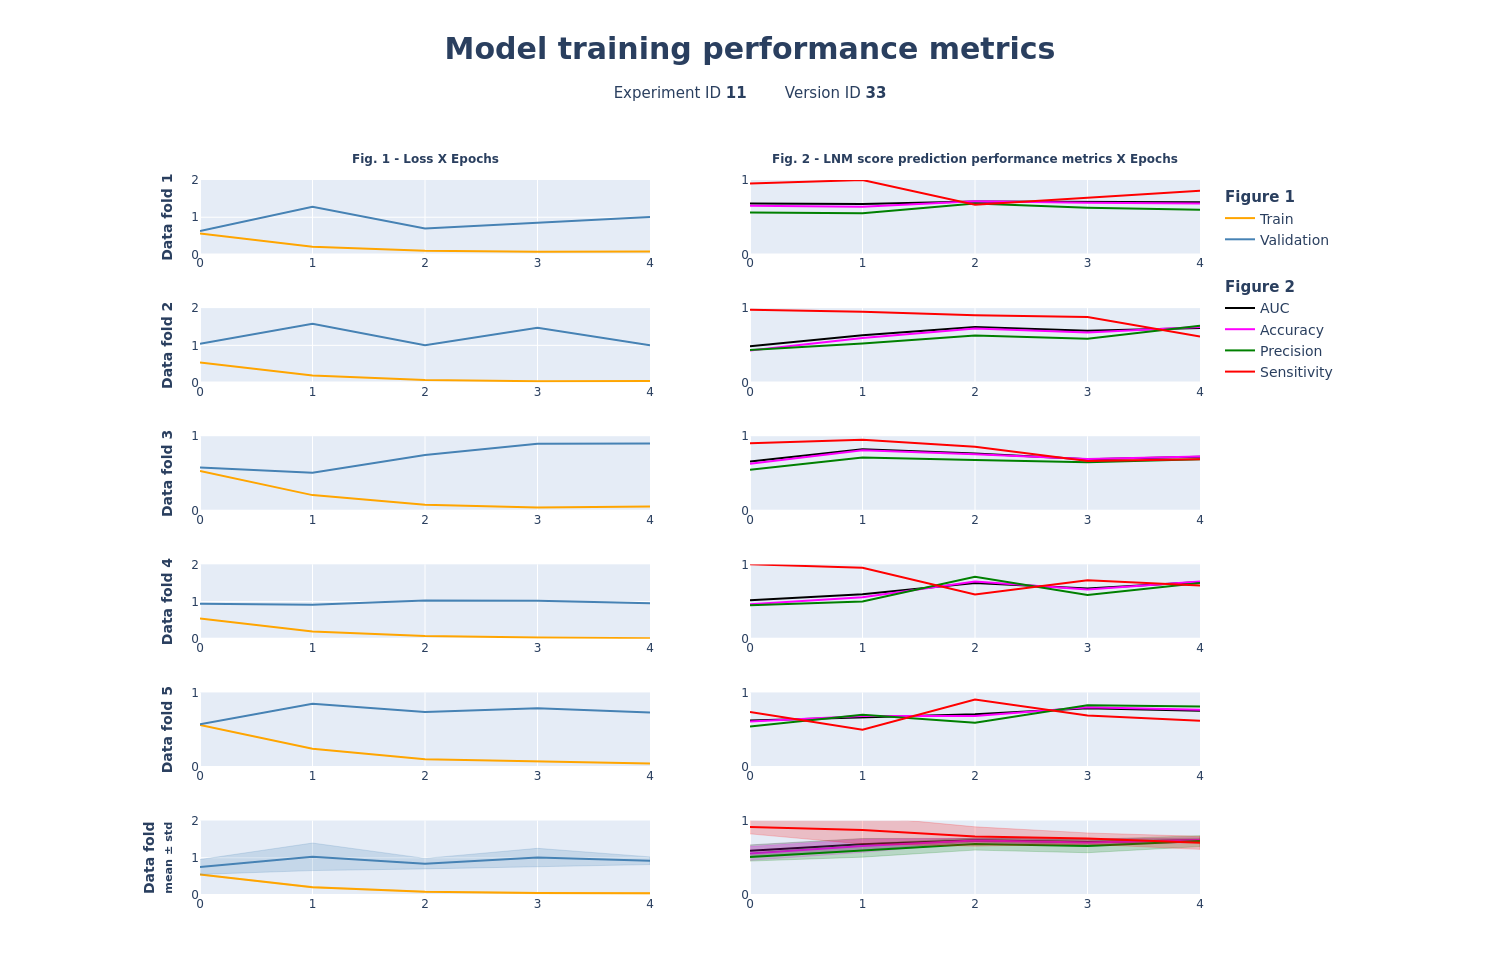 Model training performance metrics
Experiment ID 11 Version ID 33
Fig. 1 - Loss X Epochs
Fig. 2 - LNM score prediction performance metrics X Epochs
Data fold 1
2
1
0
0 1 2 3 4
1
0
0 1 2 3 4
Figure 1
Train
Validation
Figure 2
AUC
Accuracy
Precision
Sensitivity
Data fold 2
2
1
0
0 1 2 3 4
1
0
0 1 2 3 4
Data fold 3
1
0
0 1 2 3 4
1
0
0 1 2 3 4
Data fold 4
2
1
0
0 1 2 3 4
1
0
0 1 2 3 4
Data fold 5
1
0
0 1 2 3 4
1
0
0 1 2 3 4
Data fold
mean ± std
2
1
0
0 1 2 3 4
1
0
0 1 2 3 4